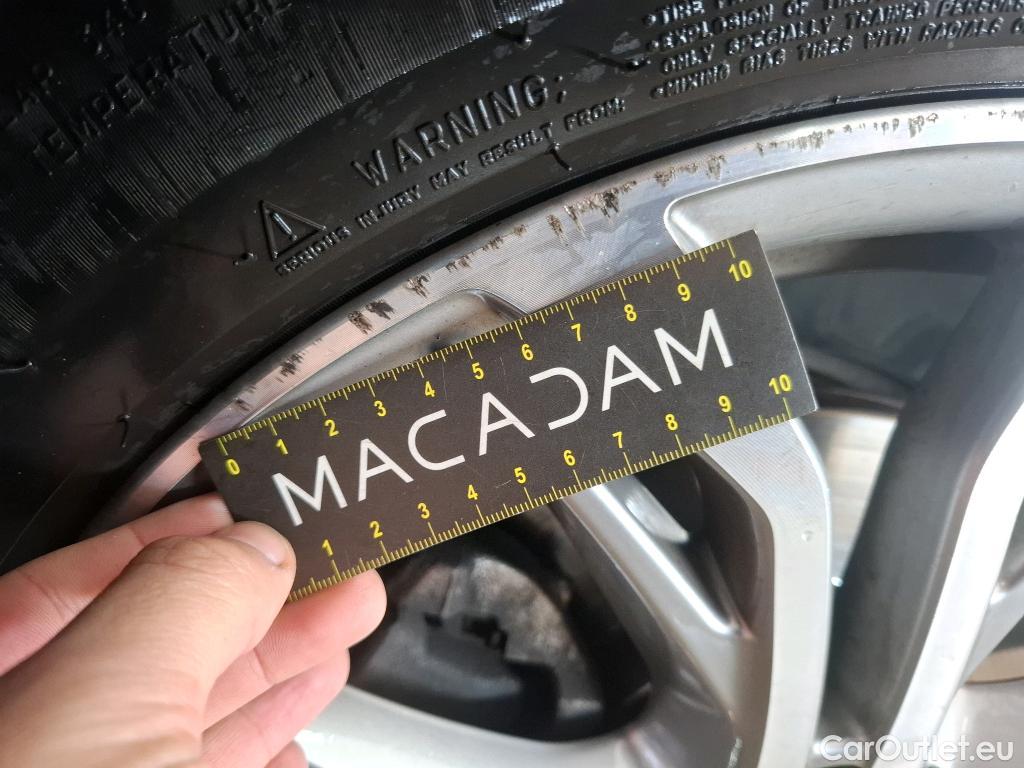 TEMPERATURE
WARNING:
SERIOUS INJURY MAY RESULT FROM:
•TIRE
•EXPLOSION OF
ONLY SPECIALLY TRAINED
•MIXING BIAS TIRES WITH RADIALS
0 1 2 3 4 5 6 7 8 9 10
MACADAM
1 2 3 4 5 6 7 8 9 10
CarOutlet.eu